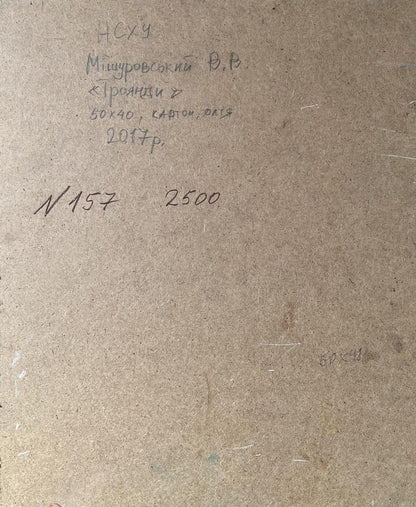 НСХУ
Мішуровський В.В.
«Троянди»
50х40, картон, олія
2017р.
N 157 2500